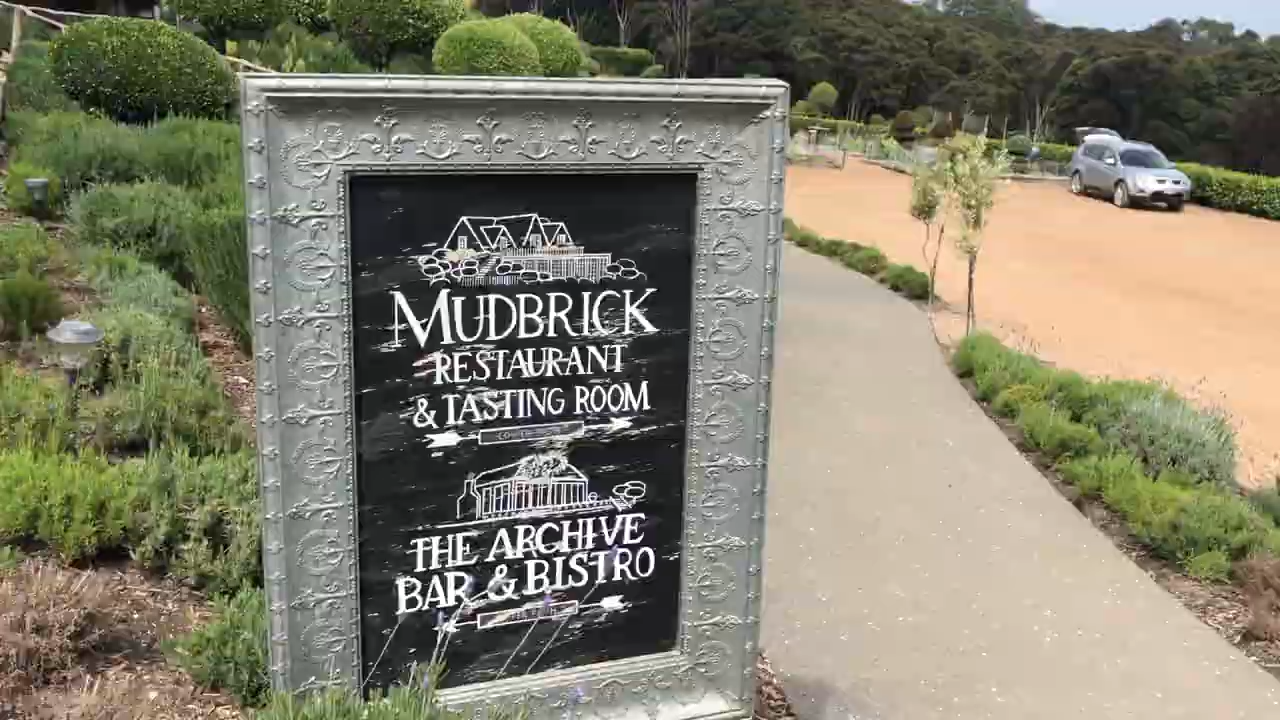 MUDBRICK
RESTAURANT
& TASTING ROOM
THE ARCHIVE
BAR & BISTRO